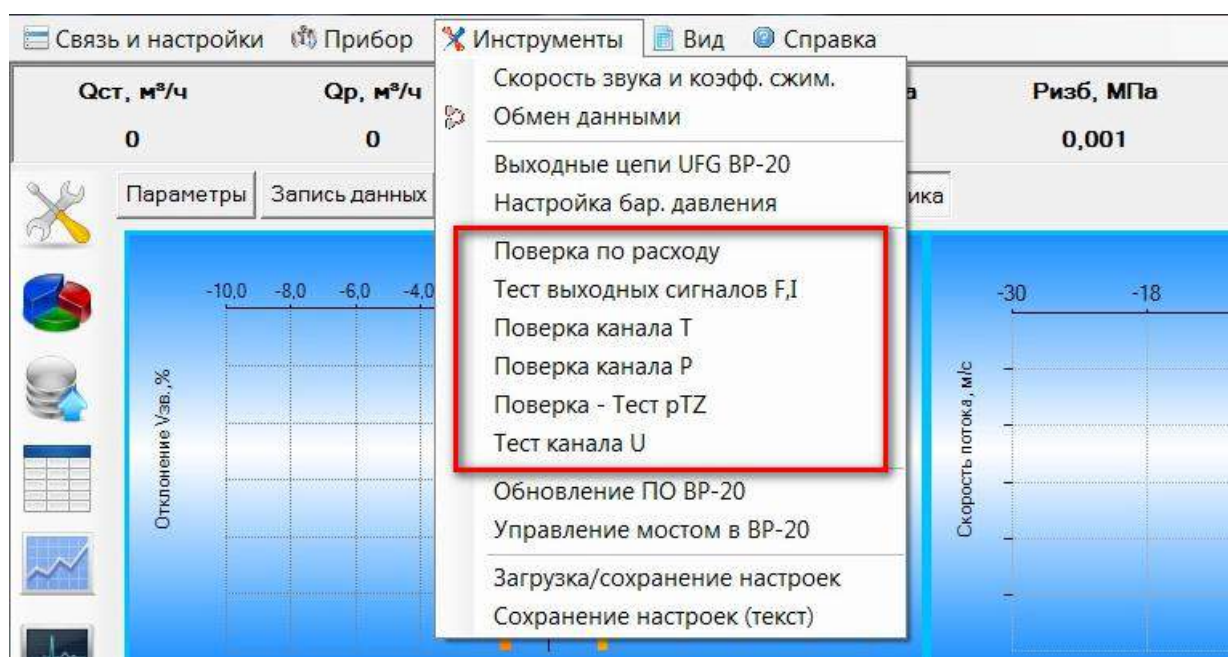 Связь и настройки Прибор Инструменты Вид Справка
Qст, м³/ч Qр, м³/ч Ризб, МПа
0 0 0,001
Параметры Запись данных
Скорость звука и коэфф. сжим.
Обмен данными
Выходные цепи UFG ВР-20
Настройка бар. давления
Поверка по расходу
Тест выходных сигналов F,I
Поверка канала T
Поверка канала P
Поверка - Тест pTZ
Тест канала U
Обновление ПО ВР-20
Управление мостом в ВР-20
Загрузка/сохранение настроек
Сохранение настроек (текст)
-10,0 -8,0 -6,0 -4,0
Отклонение Vзв.,%
-30 -18
Скорость потока, м/с